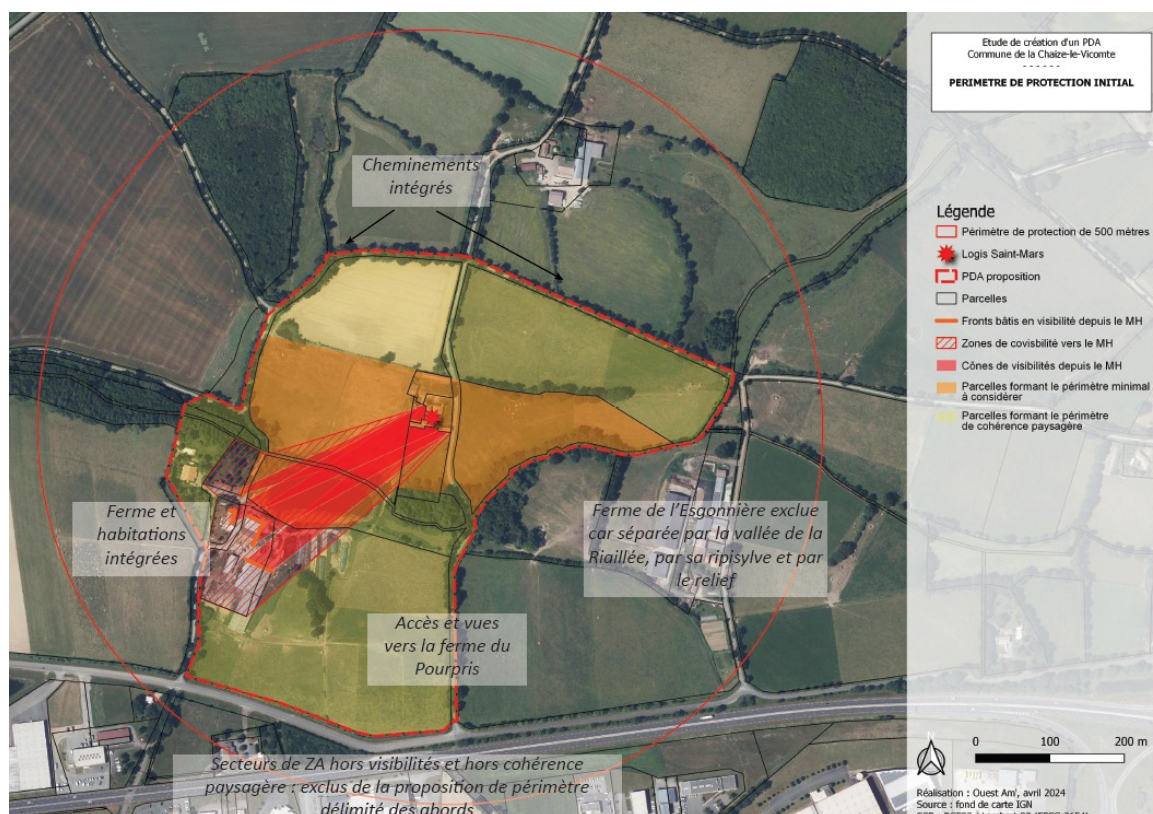 Etude de création d'un PDA
Commune de la Chaize-le-Vicomte
- - - - - -
PERIMETRE DE PROTECTION INITIAL
Cheminements
intégrés
Légende
Périmètre de protection de 500 mètres
Logis Saint-Mars
PDA proposition
Parcelles
Fronts bâtis en visibilité depuis le MH
Zones de covisbilité vers le MH
Cônes de visibilités depuis le MH
Parcelles formant le périmètre minimal
à considérer
Parcelles formant le périmètre
de cohérence paysagère
Ferme et
habitations
intégrées
Ferme de l'Esgonnière exclue
car séparée par la vallée de la
Riaillée, par sa ripisylve et par
le relief
Accès et vues
vers la ferme du
Pourpris
Secteurs de ZA hors visibilités et hors cohérence
paysagère : exclus de la proposition de périmètre
délimité des abords
N
0 100 200 m
Réalisation : Ouest Am', avril 2024
Source : fond de carte IGN